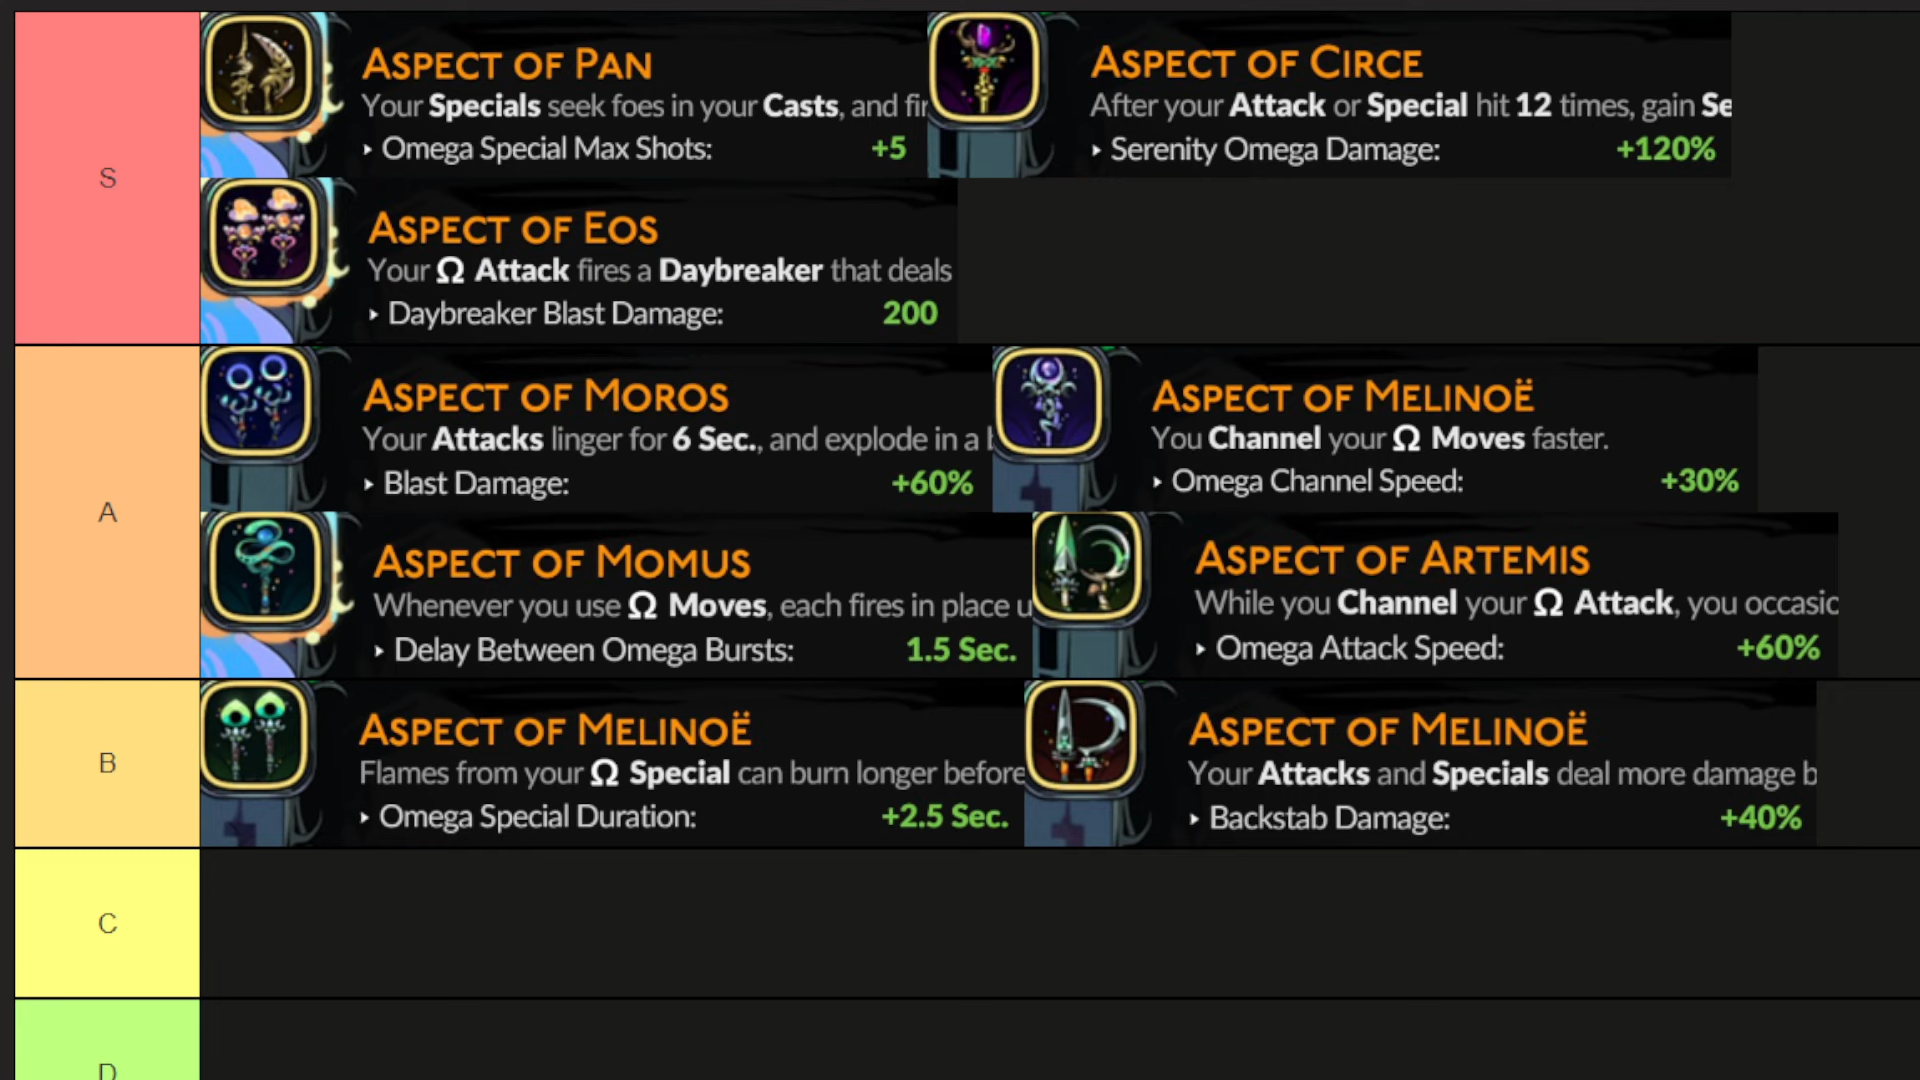 S
ASPECT OF PAN
Your Specials seek foes in your Casts, and
‣ Omega Special Max Shots: +5
ASPECT OF CIRCE
After your Attack or Special hit 12 times, gain
‣ Serenity Omega Damage: +120%
ASPECT OF EOS
Your Ω Attack fires a Daybreaker that deals
‣ Daybreaker Blast Damage: 200
A
ASPECT OF MOROS
Your Attacks linger for 6 Sec., and explode in a
‣ Blast Damage: +60%
ASPECT OF MELINOË
You Channel your Ω Moves faster.
‣ Omega Channel Speed: +30%
ASPECT OF MOMUS
Whenever you use Ω Moves, each fires in place
‣ Delay Between Omega Bursts: 1.5 Sec.
ASPECT OF ARTEMIS
While you Channel your Ω Attack, you
‣ Omega Attack Speed: +60%
B
ASPECT OF MELINOË
Flames from your Ω Special can burn longer before
‣ Omega Special Duration: +2.5 Sec.
ASPECT OF MELINOË
Your Attacks and Specials deal more damage
‣ Backstab Damage: +40%
C
D